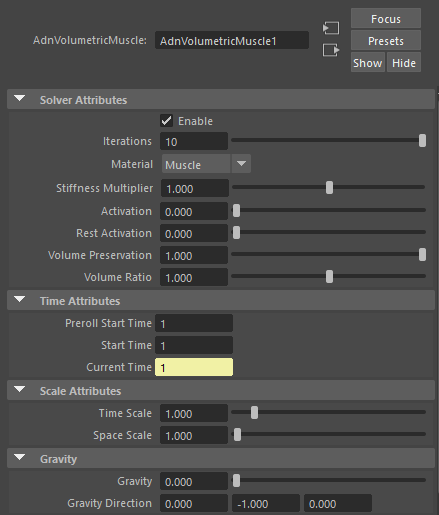 Focus
AdnVolumetricMuscle: AdnVolumetricMuscle1
Presets
Show Hide
Solver Attributes
Enable
Iterations 10
Material Muscle
Stiffness Multiplier 1.000
Activation 0.000
Rest Activation 0.000
Volume Preservation 1.000
Volume Ratio 1.000
Time Attributes
Preroll Start Time 1
Start Time 1
Current Time 1
Scale Attributes
Time Scale 1.000
Space Scale 1.000
Gravity
Gravity 0.000
Gravity Direction 0.000 -1.000 0.000